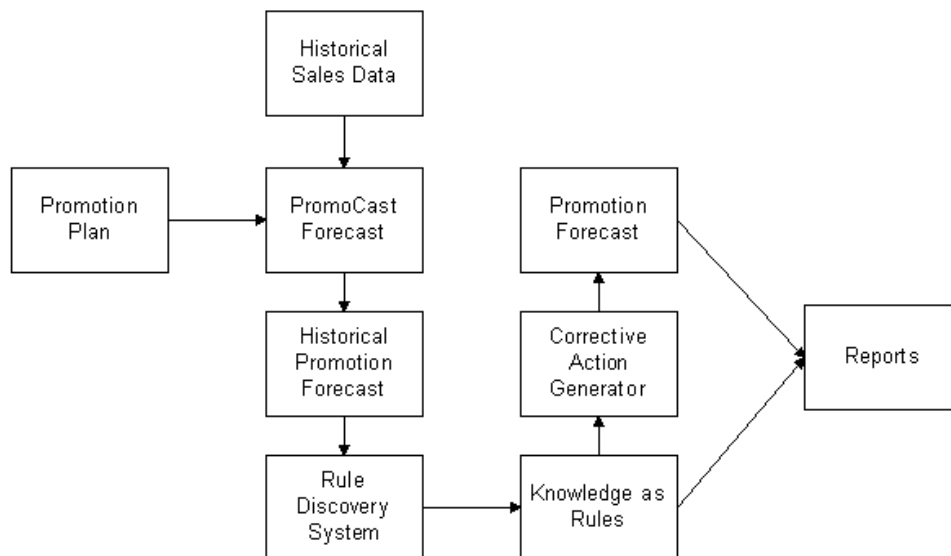 Historical
Sales Data
Promotion
Plan
PromoCast
Forecast
Promotion
Forecast
Historical
Promotion
Forecast
Corrective
Action
Generator
Reports
Rule
Discovery
System
Knowledge as
Rules